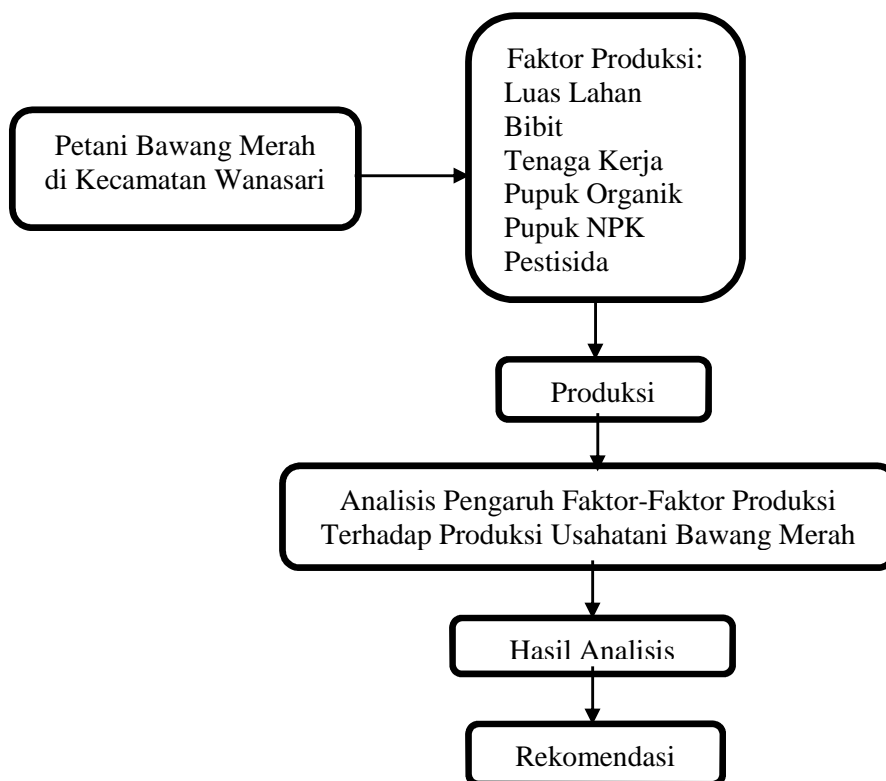 Petani Bawang Merah
di Kecamatan Wanasari
Faktor Produksi:
Luas Lahan
Bibit
Tenaga Kerja
Pupuk Organik
Pupuk NPK
Pestisida
Produksi
Analisis Pengaruh Faktor-Faktor Produksi
Terhadap Produksi Usahatani Bawang Merah
Hasil Analisis
Rekomendasi